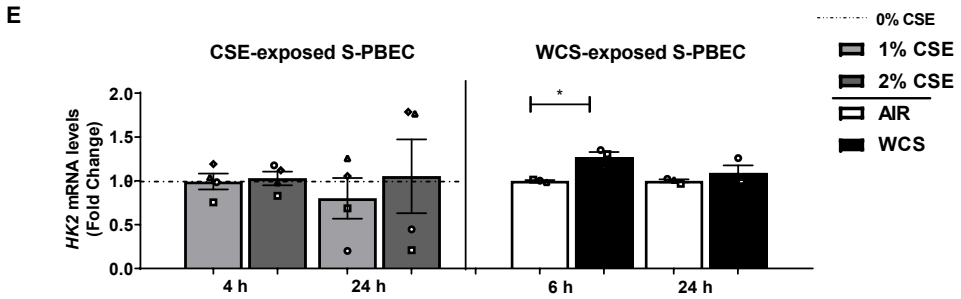 E
0% CSE
1% CSE
2% CSE
AIR
WCS
CSE-exposed S-PBEC
WCS-exposed S-PBEC
HK2 mRNA levels
(Fold Change)
2.0
1.5
1.0
0.5
0.0
*
4 h
24 h
6 h
24 h